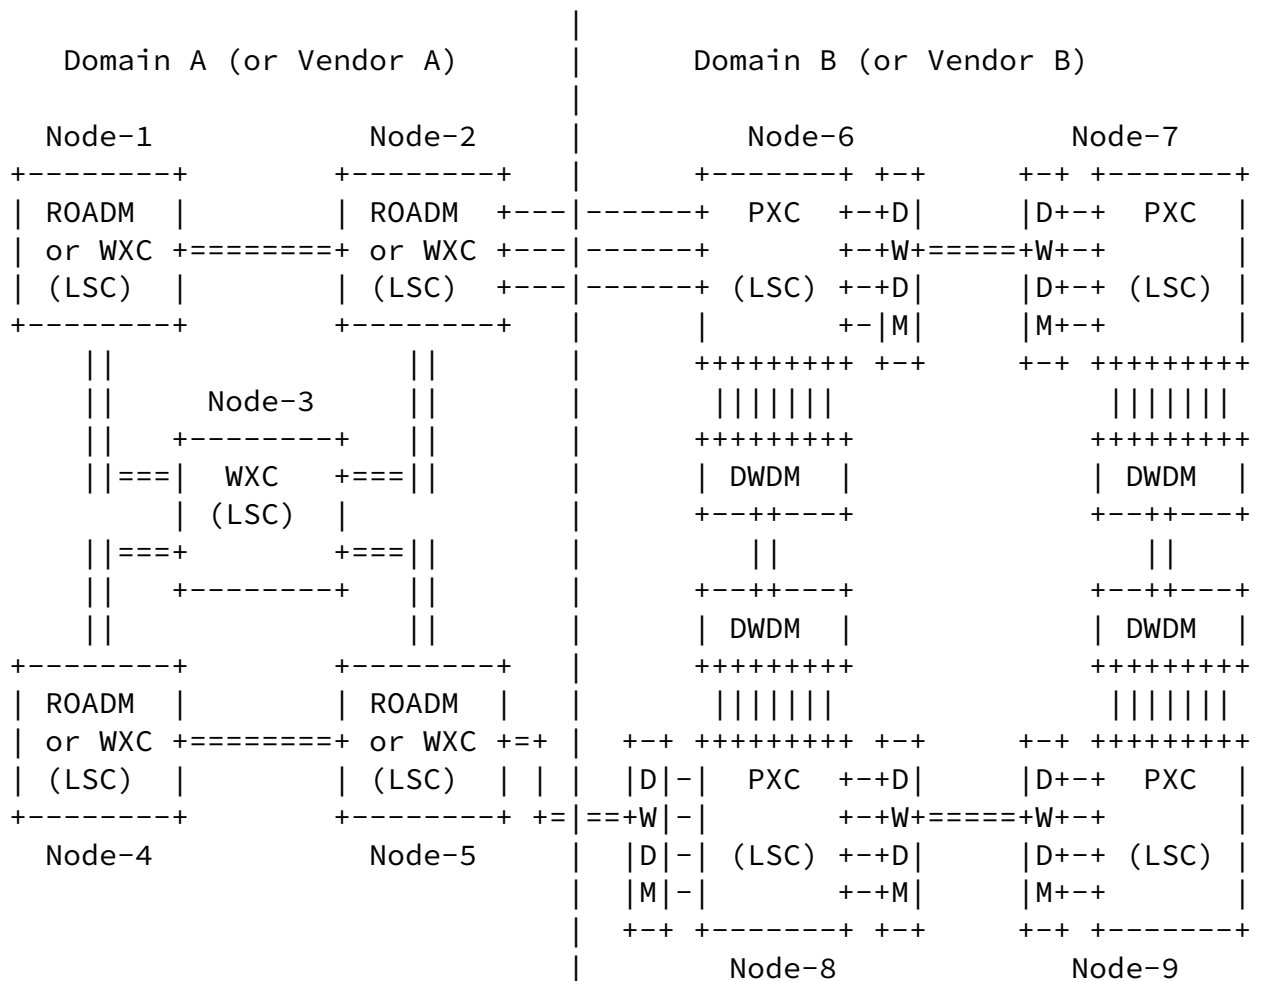 |
   Domain A (or Vendor A)       |      Domain B (or Vendor B)
                                |
  Node-1            Node-2      |         Node-6            Node-7
+--------+        +--------+    |      +-------+ +-+     +-+ +-------+
| ROADM  |        | ROADM  +---|------+  PXC  +-+D|     |D+-+  PXC  |
| or WXC +========+ or WXC +---|------+       +-+W+=====+W+-+       |
| (LSC)  |        | (LSC)  +---|------+ (LSC) +-+D|     |D+-+ (LSC) |
+--------+        +--------+    |      |       +-|M|     |M+-+       |
    ||                ||        |      +++++++++ +-+     +-+ +++++++++
    ||     Node-3     ||        |       |||||||               |||||||
    ||   +--------+   ||        |      +++++++++             +++++++++
    ||===|  WXC   +===||        |      | DWDM  |             | DWDM  |
         | (LSC)  |             |      +--++---+             +--++---+
    ||===+        +===||        |         ||                    ||
    ||   +--------+   ||        |      +--++---+             +--++---+
    ||                ||        |      | DWDM  |             | DWDM  |
+--------+        +--------+    |      +++++++++             +++++++++
| ROADM  |        | ROADM  |    |       |||||||               |||||||
| or WXC +========+ or WXC +=+  |  +-+ +++++++++ +-+     +-+ +++++++++
| (LSC)  |        | (LSC)  | |  |  |D|-|  PXC  +-+D|     |D+-+  PXC  |
+--------+        +--------+ +=|==+W|-|       +-+W+=====+W+-+       |
  Node-4            Node-5      |  |D|-| (LSC) +-+D|     |D+-+ (LSC) |
                                |  |M|-|       +-+M|     |M+-+       |
                                |  +-+ +-------+ +-+     +-+ +-------+
                                |        Node-8             Node-9